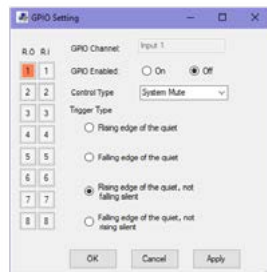 GPIO Setting
R.O R.I
GPIO Channel: Input 1
1 1
GPIO Enabled: On Off
2 2
Control Type System Mute
3 3
Trigger Type
4 4
Rising edge of the quiet
5 5
Falling edge of the quiet
6 6
7 7
Rising edge of the quiet, not
falling silent
8 8
Falling edge of the quiet, not
rising silent
OK Cancel Apply